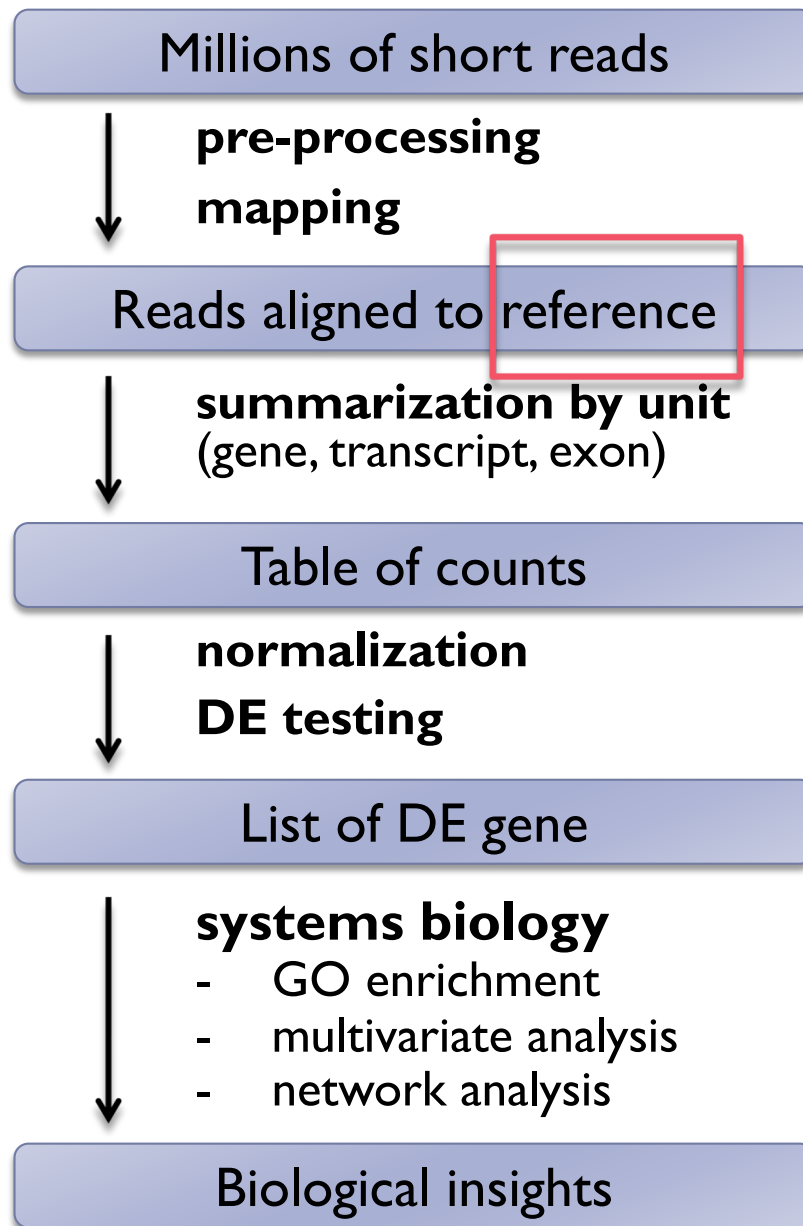 Millions of short reads
pre-processing
mapping
Reads aligned to reference
summarization by unit
(gene, transcript, exon)
Table of counts
normalization
DE testing
List of DE gene
systems biology
- GO enrichment
- multivariate analysis
- network analysis
Biological insights